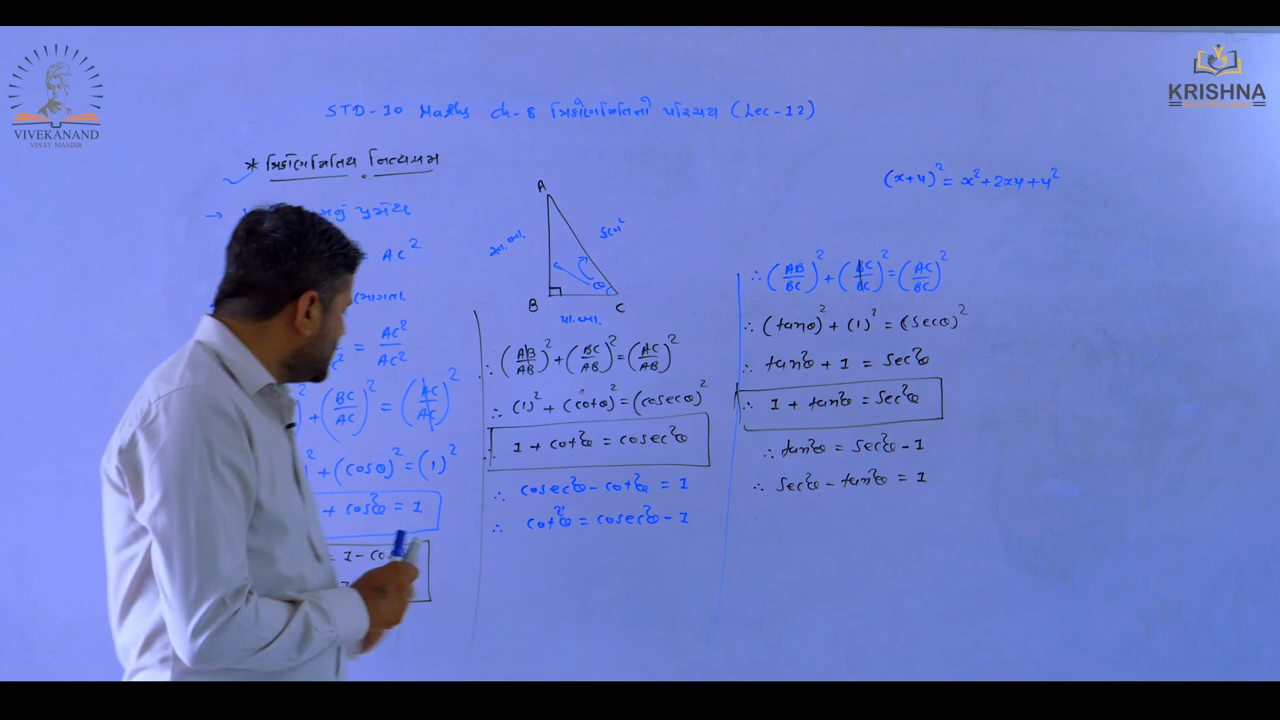 VIVEKANAND
VINAY MANDIR
KRISHNA
STD-10 Maths Ch-8 ત્રિકોણમિતિનો પરિચય (Lec-12)
* ત્રિકોણમિતિય નિત્યસમ
(x+y)² = x²+2xy+y²
→
AC²
= AC²/AC²
+ (BC/AC)² = (AC/AC)²
+ (cosθ)² = (1)²
+ cos²θ = 1
= 1 - co
A
સા.બા.
કર્ણ
θ
B
C
પા.બા.
∴ (AB/AB)² + (BC/AB)² = (AC/AB)²
∴ (1)² + (cotθ)² = (cosecθ)²
∴ 1 + cot²θ = cosec²θ
∴ cosec²θ - cot²θ = 1
∴ cot²θ = cosec²θ - 1
∴ (AB/BC)² + (BC/BC)² = (AC/BC)²
∴ (tanθ)² + (1)² = (secθ)²
∴ tan²θ + 1 = sec²θ
∴ 1 + tan²θ = sec²θ
∴ tan²θ = sec²θ - 1
∴ sec²θ - tan²θ = 1